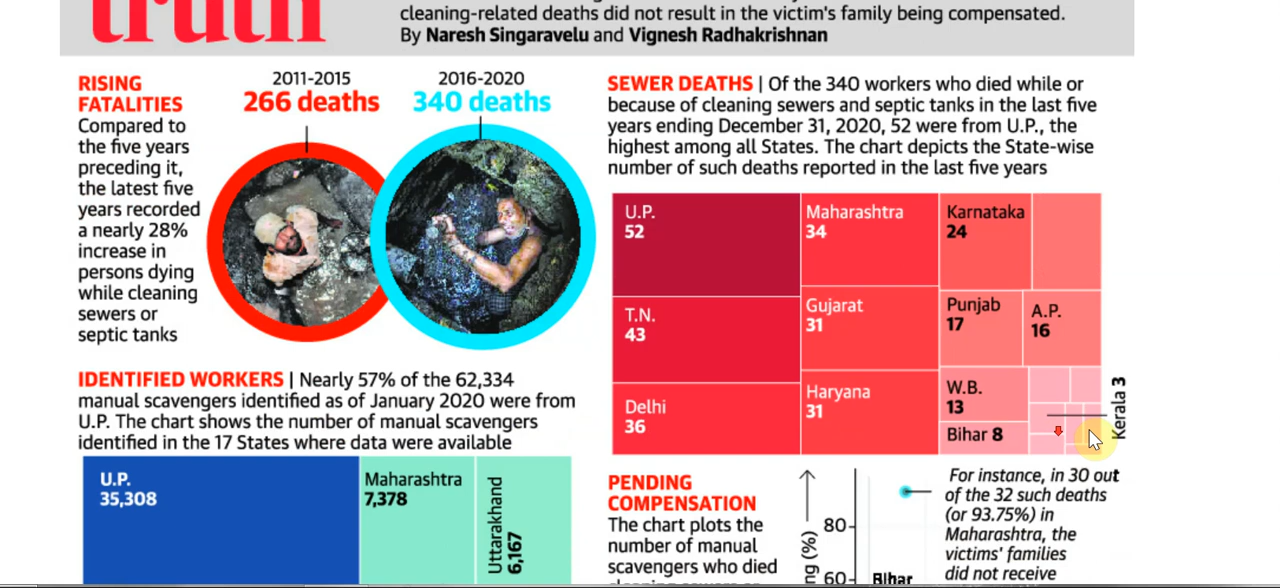 truth
cleaning-related deaths did not result in the victim's family being compensated.
By Naresh Singaravelu and Vignesh Radhakrishnan
RISING
FATALITIES
Compared to
the five years
preceding it,
the latest five
years recorded
a nearly 28%
increase in
persons dying
while cleaning
sewers or
septic tanks
2011-2015
266 deaths
2016-2020
340 deaths
IDENTIFIED WORKERS | Nearly 57% of the 62,334
manual scavengers identified as of January 2020 were from
U.P. The chart shows the number of manual scavengers
identified in the 17 States where data were available
U.P.
35,308
Maharashtra
7,378
Uttarakhand
6,167
SEWER DEATHS | Of the 340 workers who died while or
because of cleaning sewers and septic tanks in the last five
years ending December 31, 2020, 52 were from U.P., the
highest among all States. The chart depicts the State-wise
number of such deaths reported in the last five years
U.P.
52
T.N.
43
Delhi
36
Maharashtra
34
Gujarat
31
Haryana
31
Karnataka
24
Punjab
17
A.P.
16
W.B.
13
Bihar 8
Kerala 3
PENDING
COMPENSATION
The chart plots the
number of manual
scavengers who died
80
60
Bihar
For instance, in 30 out
of the 32 such deaths
(or 93.75%) in
Maharashtra, the
victims' families
did not receive